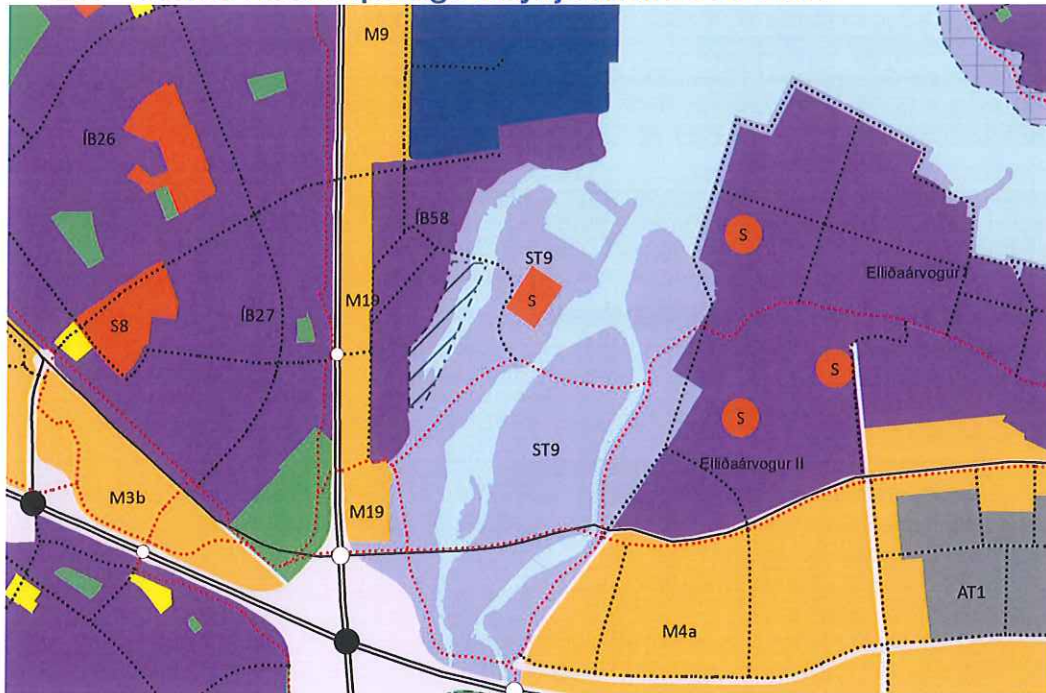 M9
ÍB26
ÍB58
ST9
S
Elliðaárvogur
S
M19
S8
ÍB27
S
S
ST9
Elliðaárvogur II
M3b
M19
AT1
M4a